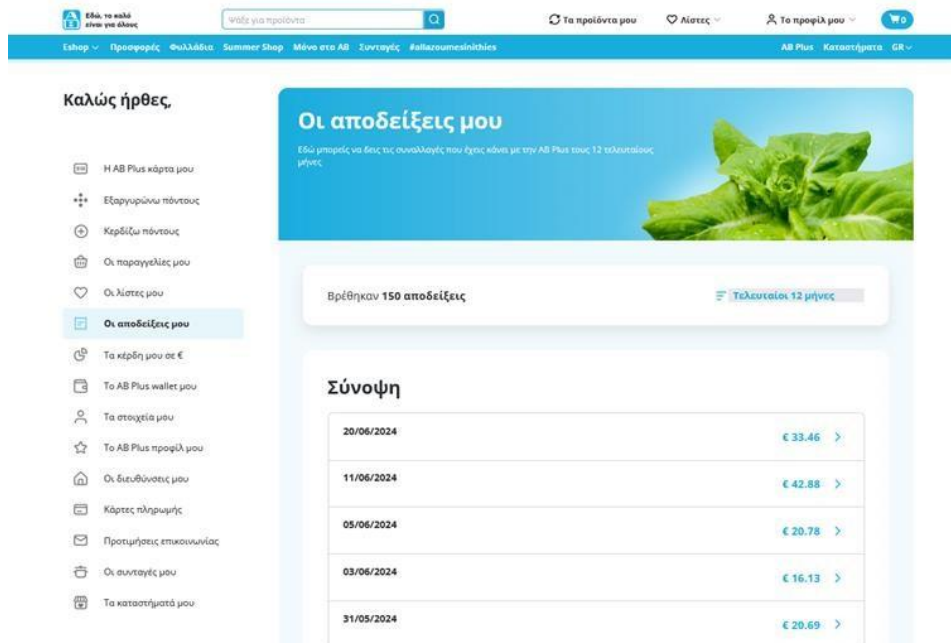 Εδώ, το καλό
είναι για όλους
Ψάξε για προϊόντα
Τα προϊόντα μου
Λίστες
Το προφίλ μου
0
Eshop
Προσφορές
Φυλλάδια
Summer Shop
Μόνο στα ΑΒ
Συνταγές
#allazoumesinithies
AB Plus
Καταστήματα
GR
Καλώς ήρθες,
Η AB Plus κάρτα μου
Εξαργυρώνω πόντους
Κερδίζω πόντους
Οι παραγγελίες μου
Οι λίστες μου
Οι αποδείξεις μου
Τα κέρδη μου σε €
Το AB Plus wallet μου
Τα στοιχεία μου
Το AB Plus προφίλ μου
Οι διευθύνσεις μου
Κάρτες πληρωμής
Προτιμήσεις επικοινωνίας
Οι συνταγές μου
Τα καταστήματά μου
Οι αποδείξεις μου
Εδώ μπορείς να δεις τις συναλλαγές που έχεις κάνει με την AB Plus τους 12 τελευταίους
μήνες
Βρέθηκαν 150 αποδείξεις
Τελευταίοι 12 μήνες
Σύνοψη
20/06/2024
€ 33.46
11/06/2024
€ 42.88
05/06/2024
€ 20.78
03/06/2024
€ 16.13
31/05/2024
€ 20.69